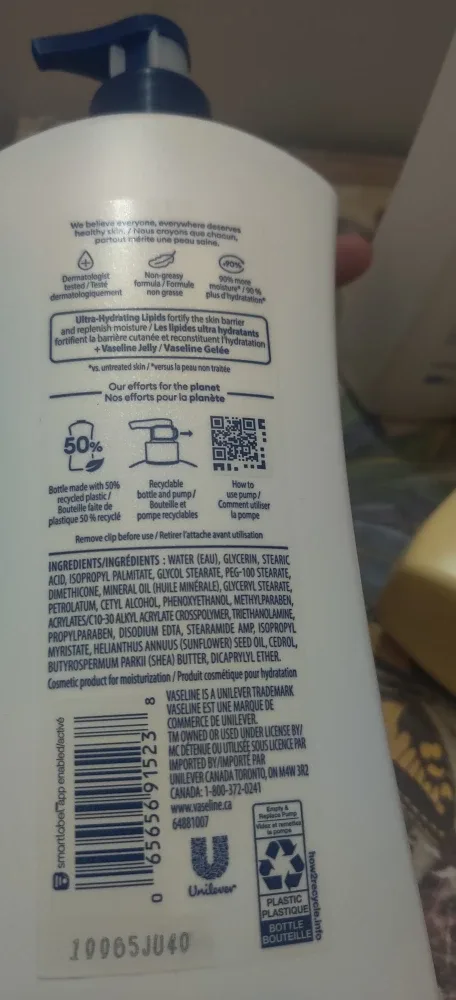 We believe everyone, everywhere deserves
healthy skin. / Nous croyons que chacun,
partout mérite une peau saine.
Dermatologist
tested / Testé
dermatologiquement
Non-greasy
formula / Formule
non grasse
+90%
90% more
moisture* / 90 %
plus d'hydratation*
Ultra-Hydrating Lipids fortify the skin barrier
and replenish moisture / Les lipides ultra hydratants
fortifient la barrière cutanée et reconstituent l'hydratation
+ Vaseline Jelly / Vaseline Gelée
*vs. untreated skin / *versus la peau non traitée
Our efforts for the planet
Nos efforts pour la planète
50%
Bottle made with 50%
recycled plastic /
Bouteille faite de
plastique 50 % recyclé
Recyclable
bottle and pump /
Bouteille et
pompe recyclables
How to
use pump /
Comment utiliser
la pompe
Remove clip before use / Retirer l'attache avant utilisation
INGREDIENTS/INGRÉDIENTS : WATER (EAU), GLYCERIN, STEARIC
ACID, ISOPROPYL PALMITATE, GLYCOL STEARATE, PEG-100 STEARATE,
DIMETHICONE, MINERAL OIL (HUILE MINÉRALE), GLYCERYL STEARATE,
PETROLATUM, CETYL ALCOHOL, PHENOXYETHANOL, METHYLPARABEN,
ACRYLATES/C10-30 ALKYL ACRYLATE CROSSPOLYMER, TRIETHANOLAMINE,
PROPYLPARABEN, DISODIUM EDTA, STEARAMIDE AMP, ISOPROPYL
MYRISTATE, HELIANTHUS ANNUUS (SUNFLOWER) SEED OIL, CEDROL,
BUTYROSPERMUM PARKII (SHEA) BUTTER, DICAPRYLYL ETHER.
Cosmetic product for moisturization / Produit cosmétique pour hydratation
smartlabel app enabled/activé
0 65656 91523 8
VASELINE IS A UNILEVER TRADEMARK
VASELINE EST UNE MARQUE DE
COMMERCE DE UNILEVER.
TM OWNED OR USED UNDER LICENSE BY/
MC DÉTENUE OU UTILISÉE SOUS LICENCE PAR
IMPORTED BY/IMPORTÉ PAR
UNILEVER CANADA TORONTO, ON M4W 3R2
CANADA: 1-800-372-0241
www.vaseline.ca
64881007
Unilever
Empty &
Replace Pump
Videz et remettez
la pompe
PLASTIC
PLASTIQUE
BOTTLE
BOUTEILLE
how2recycle.info
19965JU40